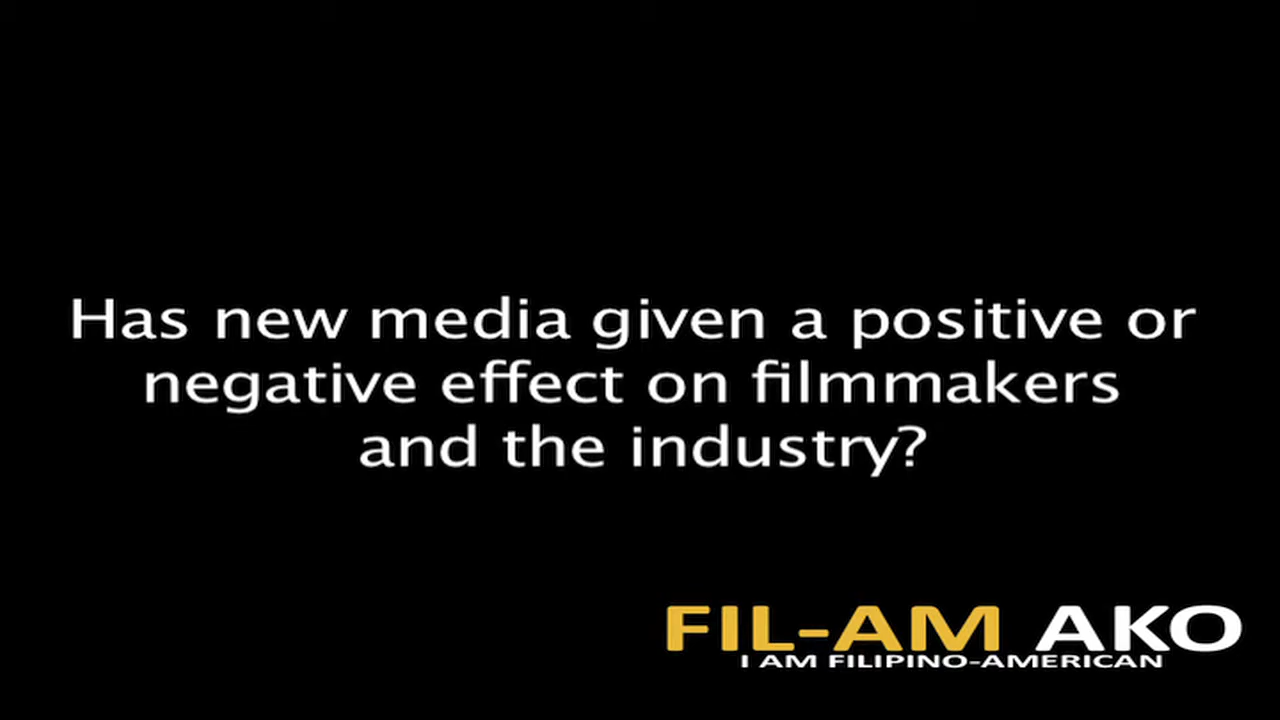 Has new media given a positive or
negative effect on filmmakers
and the industry?
FIL-AM AKO
I AM FILIPINO-AMERICAN